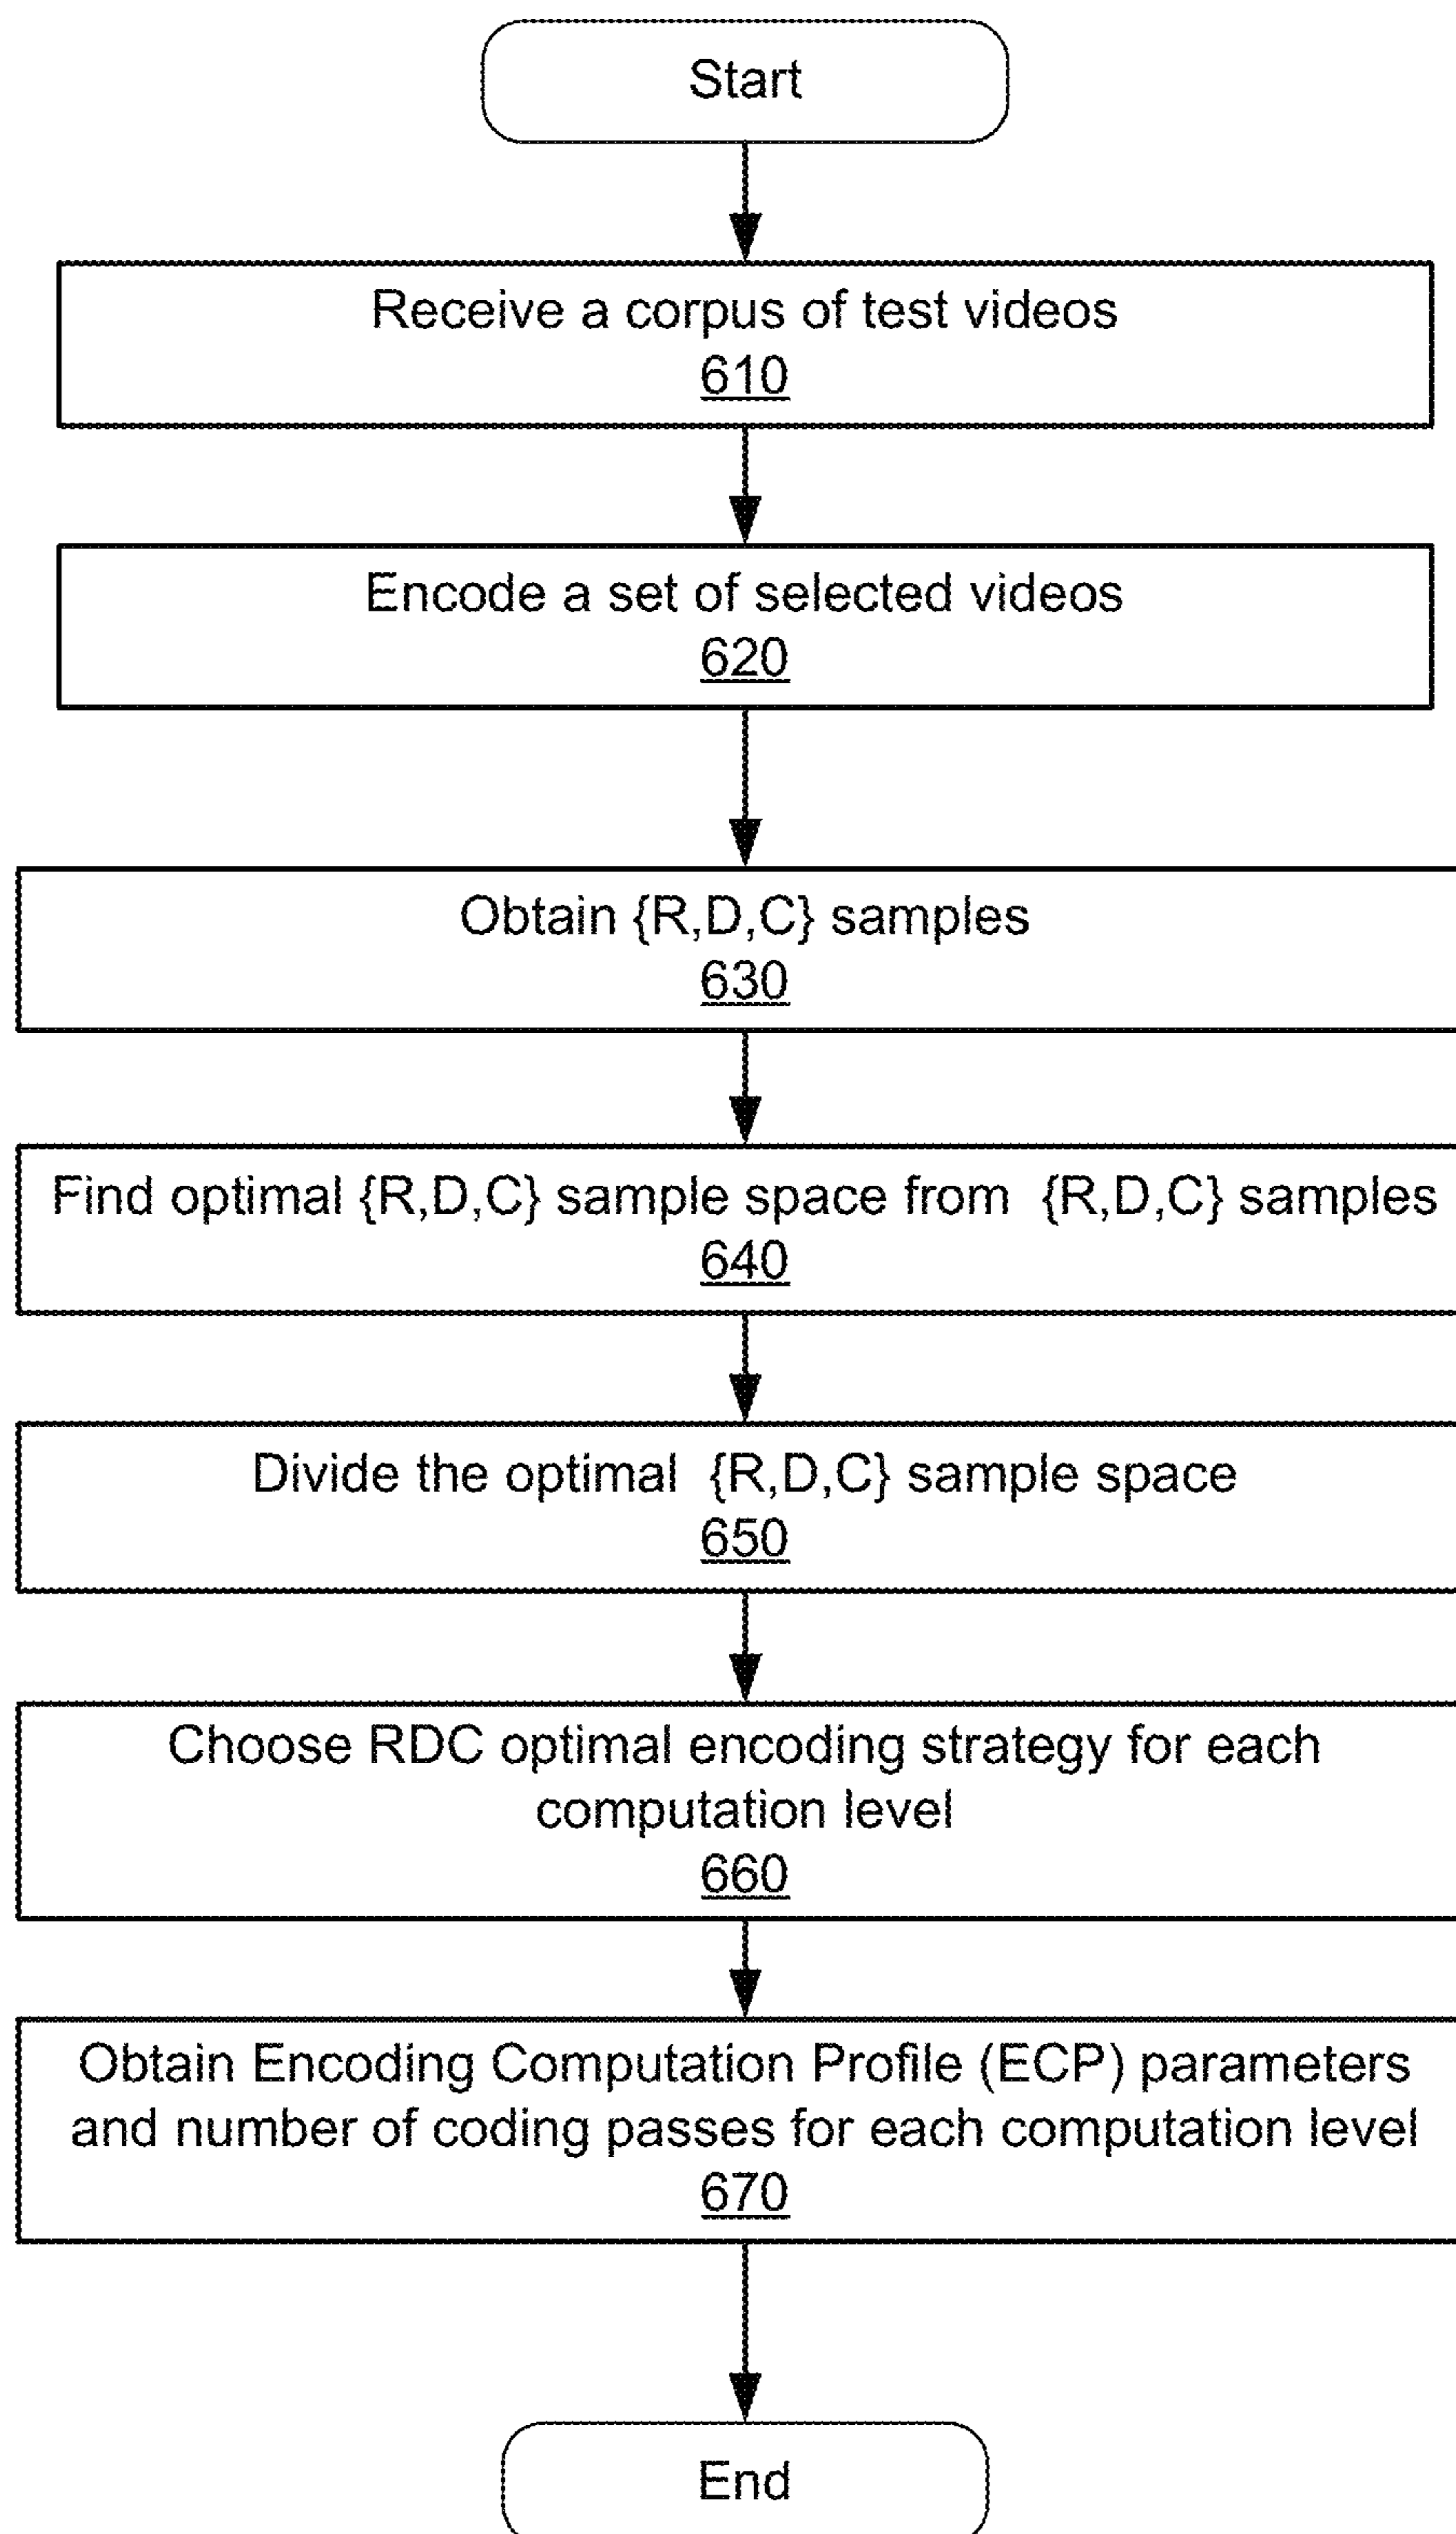 Start
Receive a corpus of test videos
610
Encode a set of selected videos
620
Obtain {R,D,C} samples
630
Find optimal {R,D,C} sample space from {R,D,C} samples
640
Divide the optimal {R,D,C} sample space
650
Choose RDC optimal encoding strategy for each
computation level
660
Obtain Encoding Computation Profile (ECP) parameters
and number of coding passes for each computation level
670
End